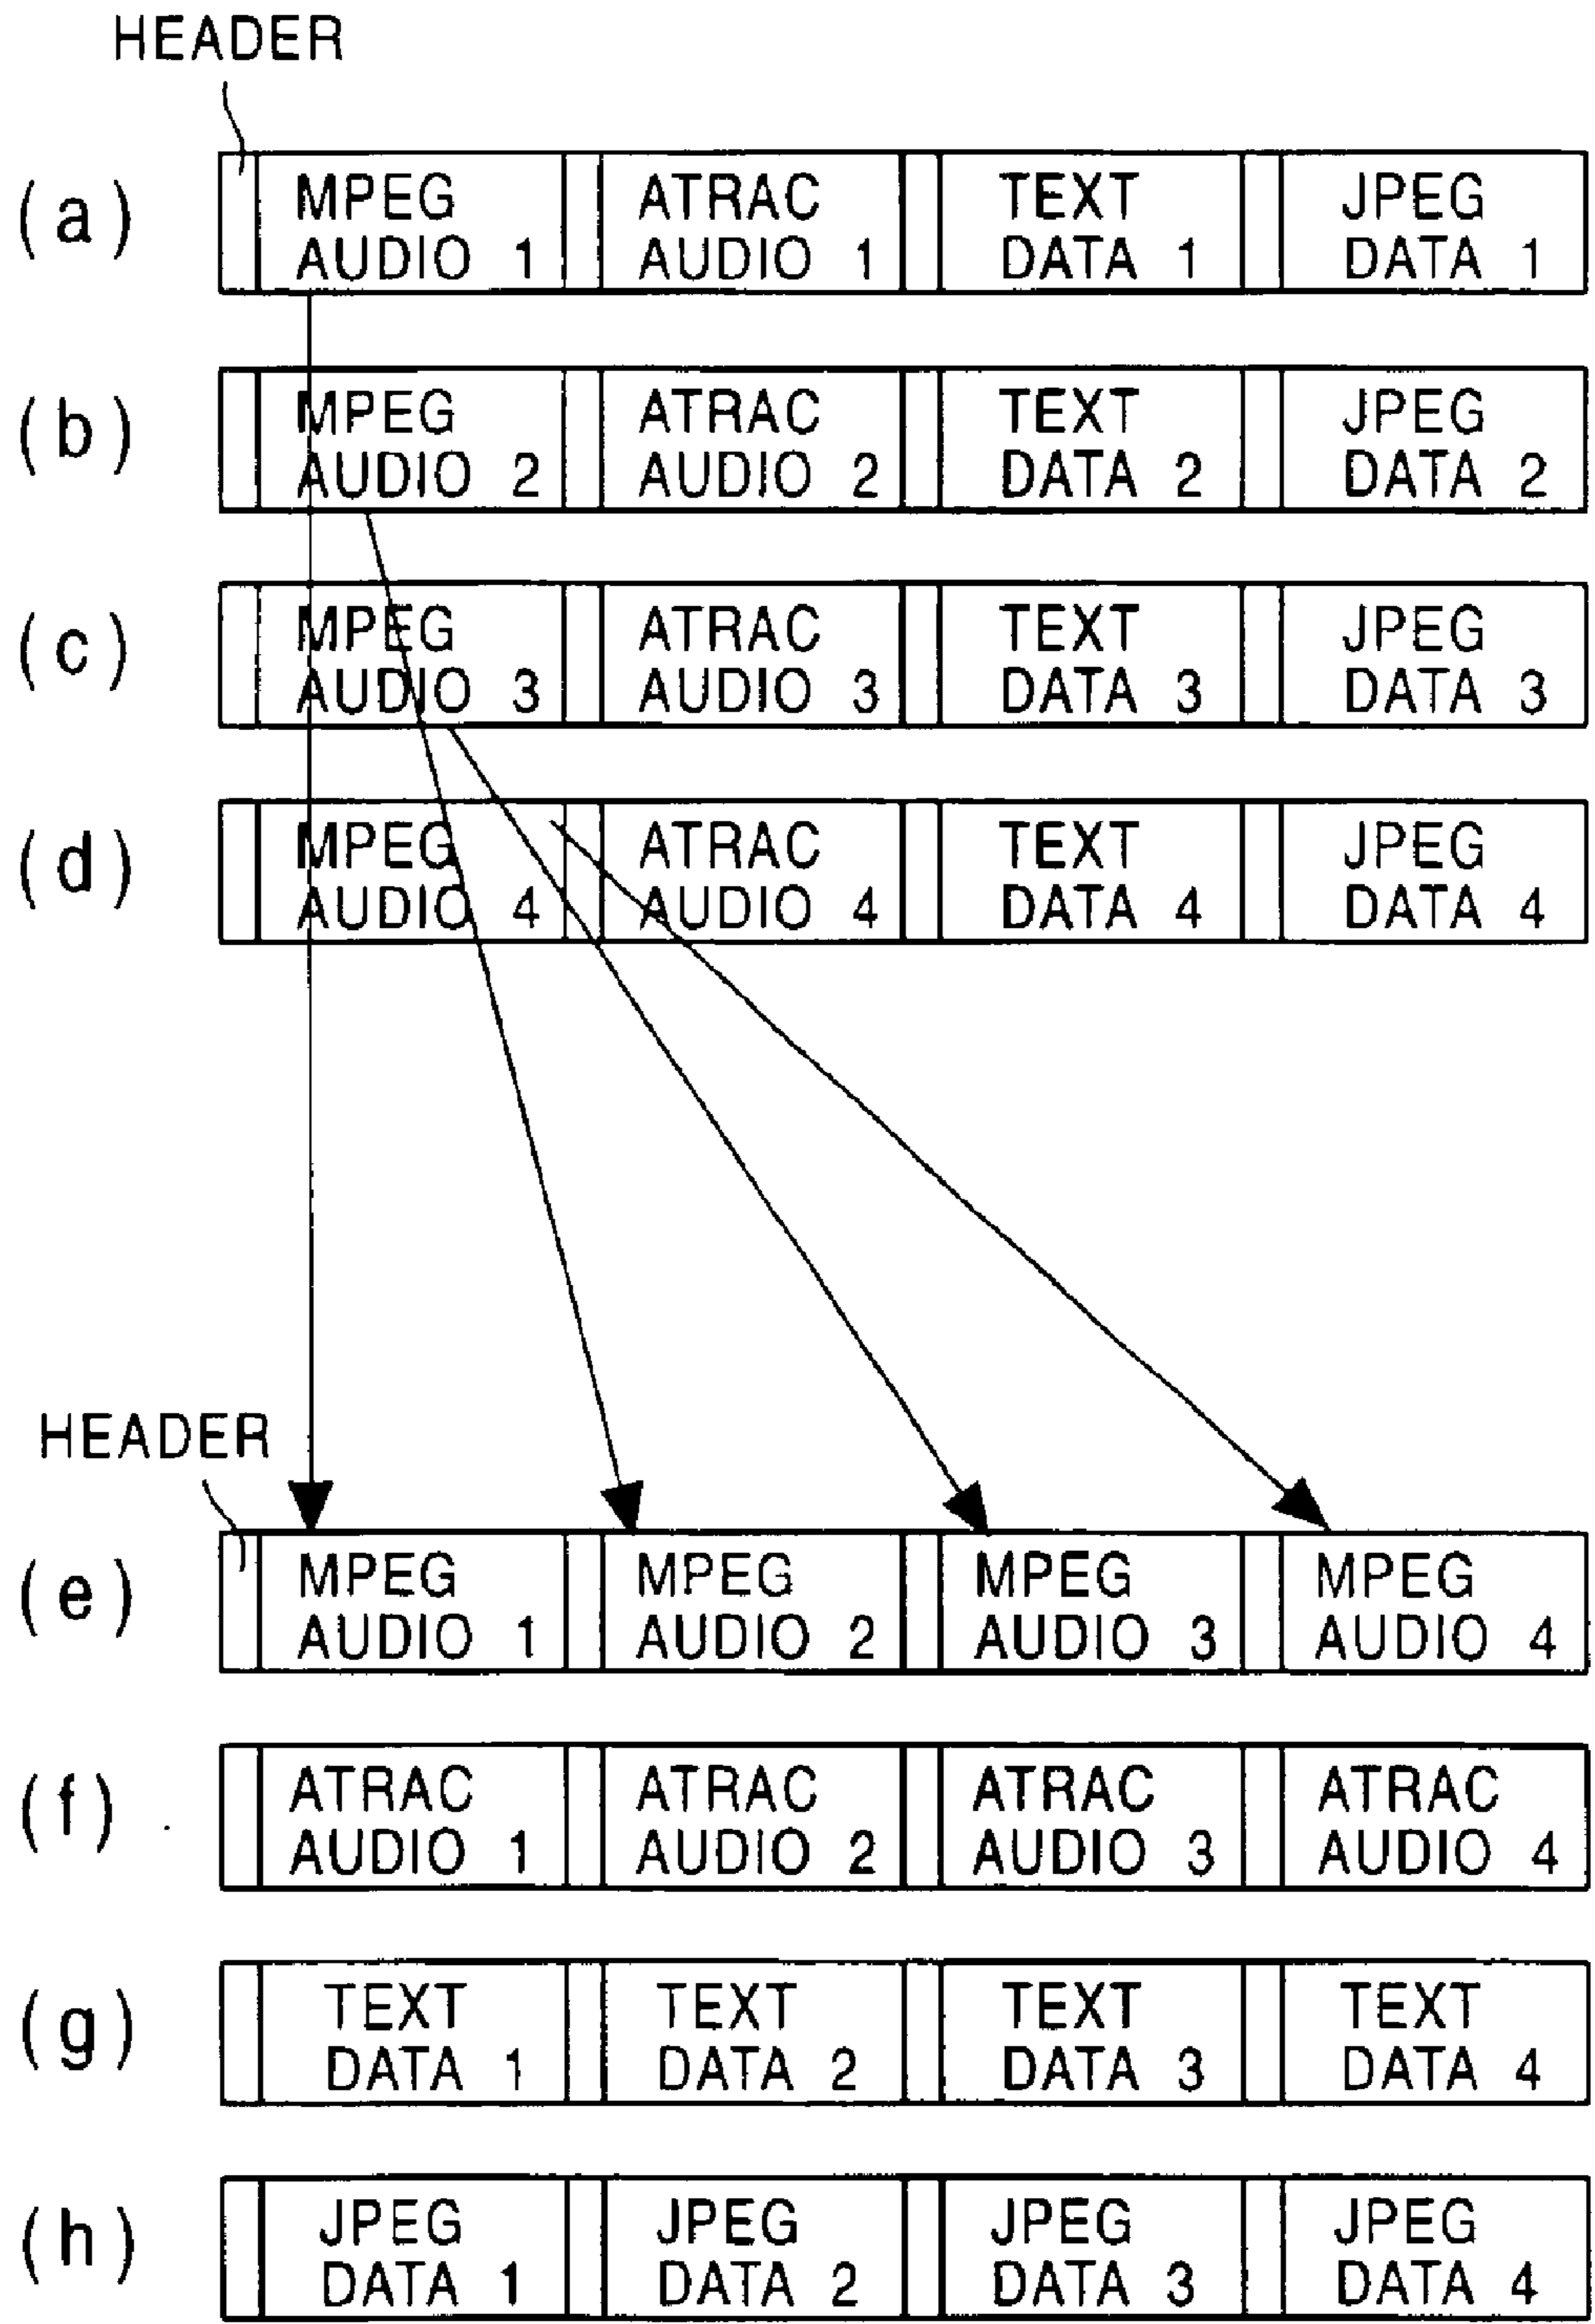 HEADER
(a) MPEG ATRAC TEXT JPEG
AUDIO 1 AUDIO 1 DATA 1 DATA 1
(b) MPEG ATRAC TEXT JPEG
AUDIO 2 AUDIO 2 DATA 2 DATA 2
(c) MPEG ATRAC TEXT JPEG
AUDIO 3 AUDIO 3 DATA 3 DATA 3
(d) MPEG ATRAC TEXT JPEG
AUDIO 4 AUDIO 4 DATA 4 DATA 4
HEADER
(e) MPEG MPEG MPEG MPEG
AUDIO 1 AUDIO 2 AUDIO 3 AUDIO 4
(f) ATRAC ATRAC ATRAC ATRAC
AUDIO 1 AUDIO 2 AUDIO 3 AUDIO 4
(g) TEXT TEXT TEXT TEXT
DATA 1 DATA 2 DATA 3 DATA 4
(h) JPEG JPEG JPEG JPEG
DATA 1 DATA 2 DATA 3 DATA 4